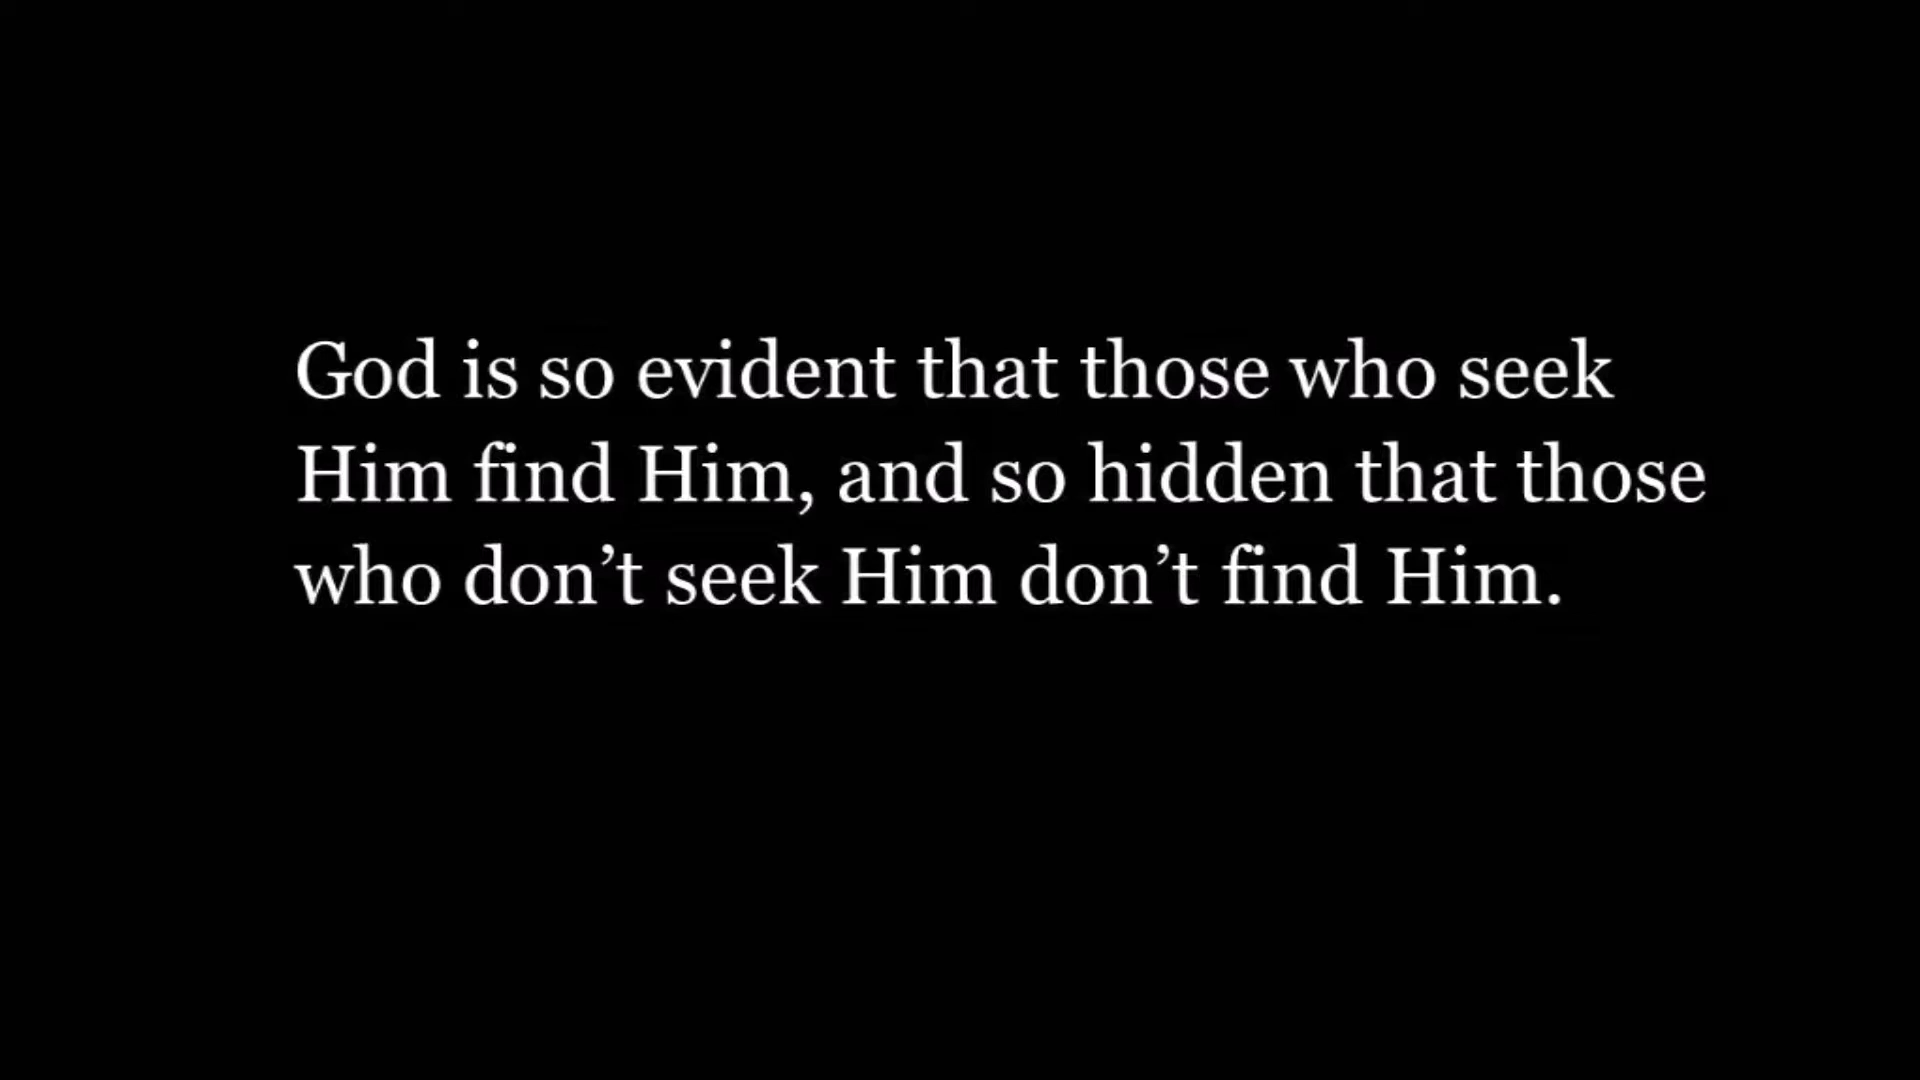 God is so evident that those who seek
Him find Him, and so hidden that those
who don’t seek Him don’t find Him.